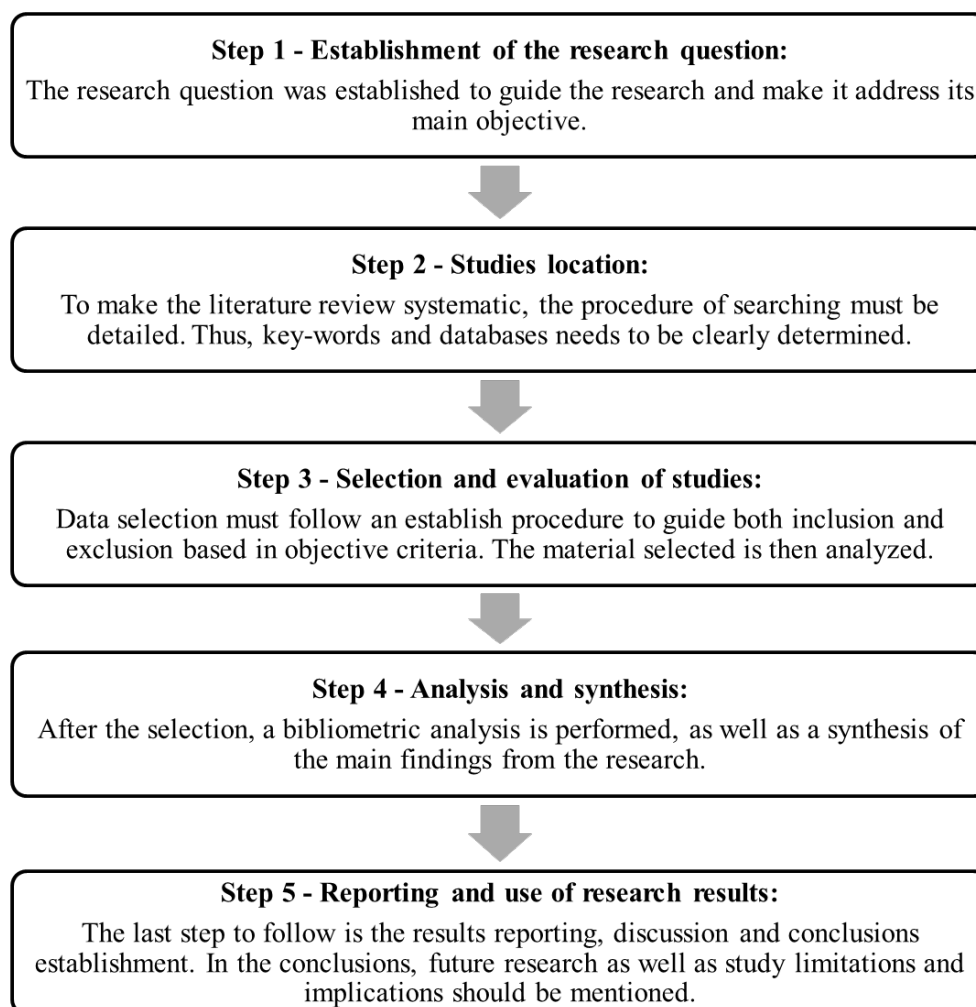 Step 1 - Establishment of the research question:
The research question was established to guide the research and make it address its
main objective.
Step 2 - Studies location:
To make the literature review systematic, the procedure of searching must be
detailed. Thus, key-words and databases needs to be clearly determined.
Step 3 - Selection and evaluation of studies:
Data selection must follow an establish procedure to guide both inclusion and
exclusion based in objective criteria. The material selected is then analyzed.
Step 4 - Analysis and synthesis:
After the selection, a bibliometric analysis is performed, as well as a synthesis of
the main findings from the research.
Step 5 - Reporting and use of research results:
The last step to follow is the results reporting, discussion and conclusions
establishment. In the conclusions, future research as well as study limitations and
implications should be mentioned.